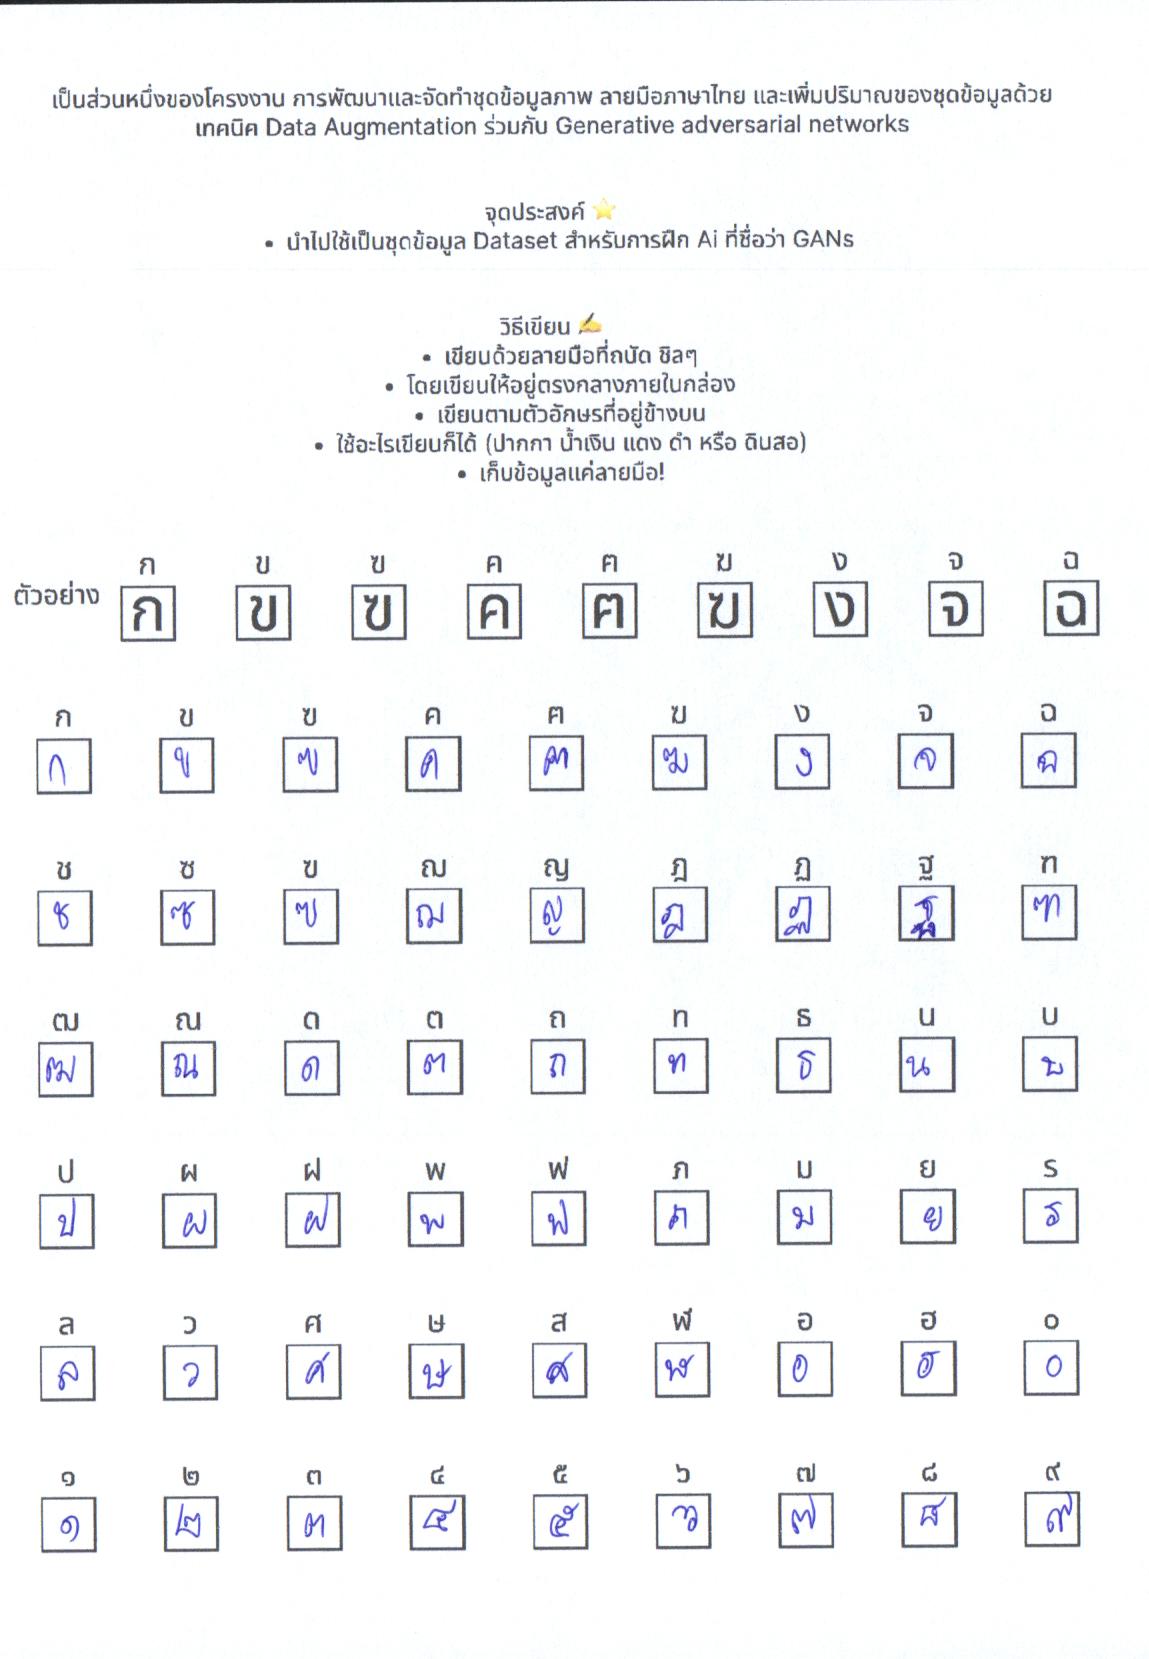 เป็นส่วนหนึ่งของโครงงาน การพัฒนาและจัดทำชุดข้อมูลภาพ ลายมือภาษาไทย และเพิ่มปริมาณของชุดข้อมูลด้วย
เทคนิค Data Augmentation ร่วมกับ Generative adversarial networks
จุดประสงค์ ⭐
• นำไปใช้เป็นชุดข้อมูล Dataset สำหรับการฝึก Ai ที่ชื่อว่า GANs
วิธีเขียน ✍
• เขียนด้วยลายมือที่ถนัด ชิลๆ
• โดยเขียนให้อยู่ตรงกลางภายในกล่อง
• เขียนตามตัวอักษรที่อยู่ข้างบน
• ใช้อะไรเขียนก็ได้ (ปากกา น้ำเงิน แดง ดำ หรือ ดินสอ)
• เก็บข้อมูลแค่ลายมือ!
ก ข ฃ ค ฅ ฆ ง จ ฉ
ตัวอย่าง ก ข ฃ ค ฅ ฆ ง จ ฉ
ก ข ฃ ค ฅ ฆ ง จ ฉ
ก ข ฃ ค ฅ ฆ ง จ ฉ
ช ซ ฃ ฌ ญ ฎ ฏ ฐ ฑ
ช ซ ฃ ฌ ญ ฎ ฏ ฐ ฑ
ฒ ณ ด ต ถ ท ธ น บ
ฒ ณ ด ต ถ ท ธ น บ
ป ผ ฝ พ ฟ ภ ม ย ร
ป ผ ฝ พ ฟ ภ ม ย ร
ล ว ศ ษ ส ฬ อ ฮ ๐
ล ว ศ ษ ส ฬ อ ฮ ๐
๑ ๒ ๓ ๔ ๕ ๖ ๗ ๘ ๙
๑ ๒ ๓ ๔ ๕ ๖ ๗ ๘ ๙